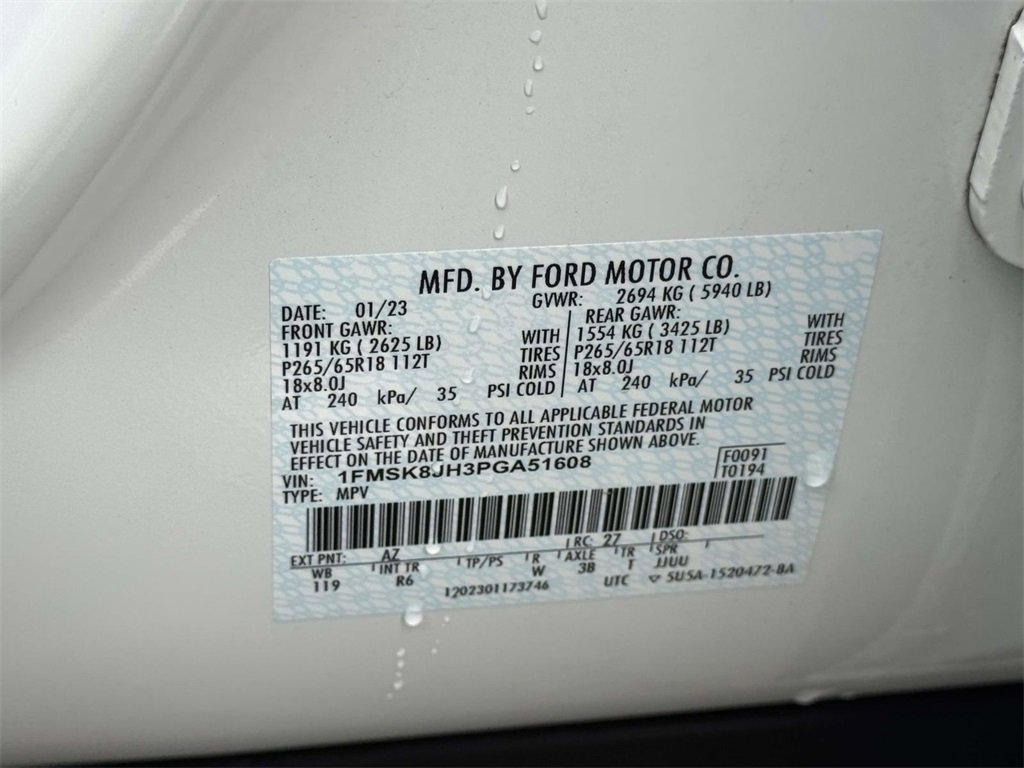 MFD. BY FORD MOTOR CO.
DATE: 01/23 GVWR: 2694 KG ( 5940 LB)
FRONT GAWR: REAR GAWR:
1191 KG ( 2625 LB) WITH 1554 KG ( 3425 LB) WITH
P265/65R18 112T TIRES P265/65R18 112T TIRES
18x8.0J RIMS 18x8.0J RIMS
AT 240 kPa/ 35 PSI COLD AT 240 kPa/ 35 PSI COLD
THIS VEHICLE CONFORMS TO ALL APPLICABLE FEDERAL MOTOR
VEHICLE SAFETY AND THEFT PREVENTION STANDARDS IN
EFFECT ON THE DATE OF MANUFACTURE SHOWN ABOVE.
VIN: 1FMSK8JH3PGA51608 F0091
TYPE: MPV T0194
EXT PNT: AZ RC: 27 DSO:
WB INT TR TP/PS R AXLE TR SPR
119 R6 W 3B T JJUU
1202301173746 UTC ▽ 5U5A-1520472-BA